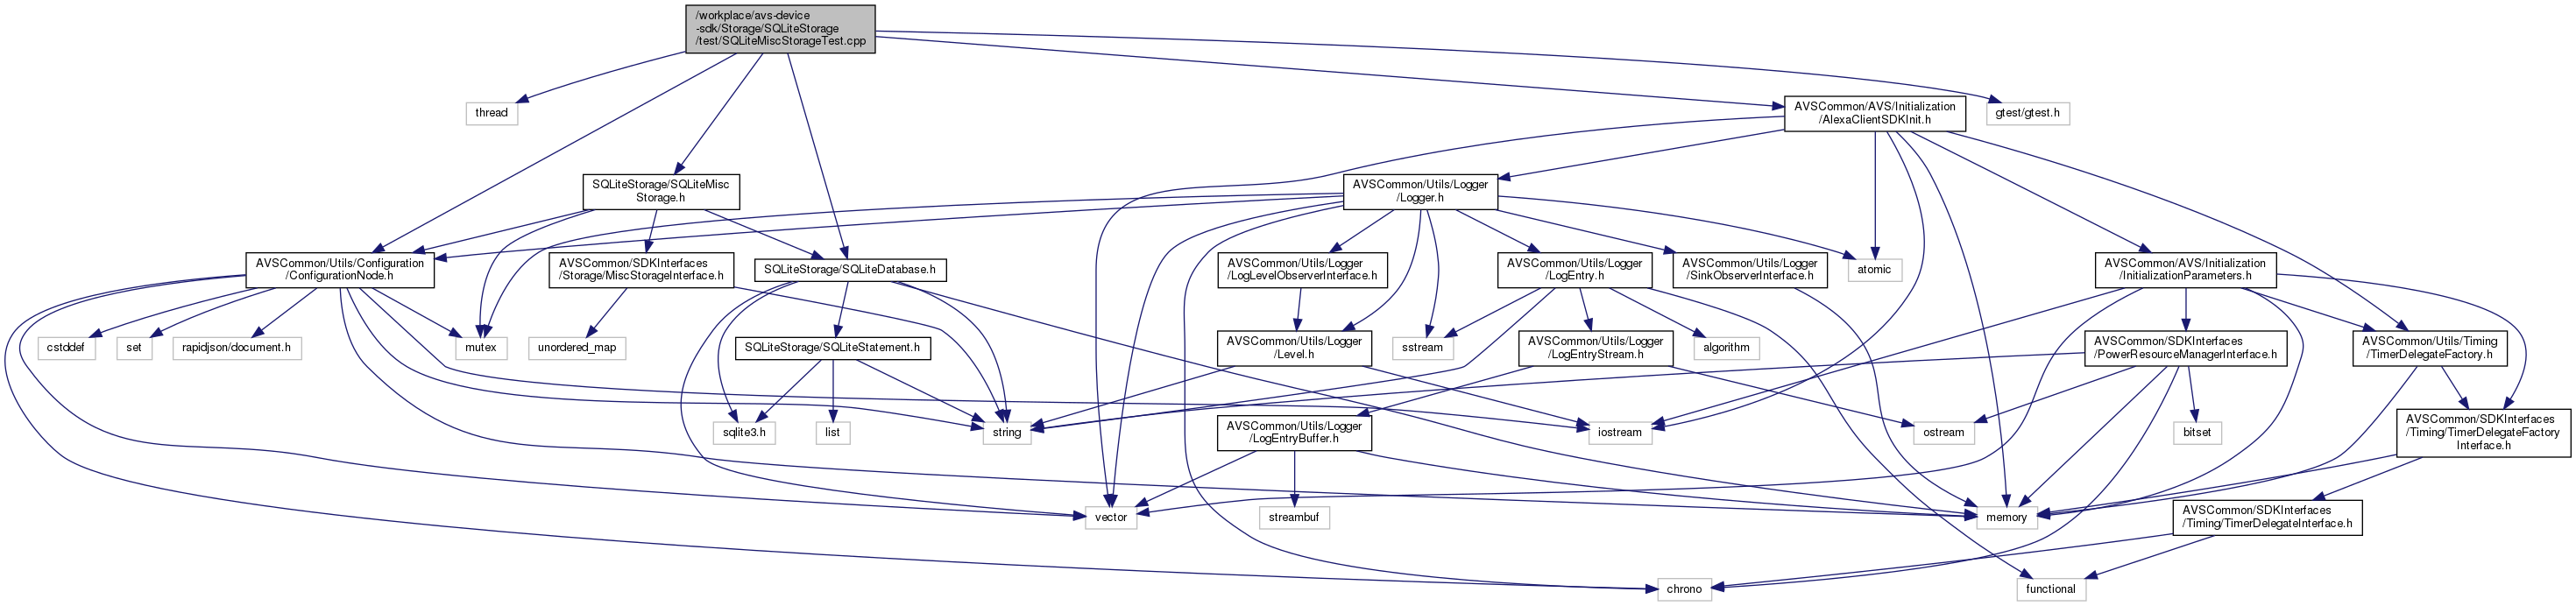 /workplace/avs-device
-sdk/Storage/SQLiteStorage
/test/SQLiteMiscStorageTest.cpp
thread
AVSCommon/AVS/Initialization
/AlexaClientSDKInit.h
gtest/gtest.h
SQLiteStorage/SQLiteMisc
Storage.h
AVSCommon/Utils/Logger
/Logger.h
AVSCommon/Utils/Configuration
/ConfigurationNode.h
AVSCommon/SDKInterfaces
/Storage/MiscStorageInterface.h
SQLiteStorage/SQLiteDatabase.h
AVSCommon/Utils/Logger
/LogLevelObserverInterface.h
AVSCommon/Utils/Logger
/LogEntry.h
AVSCommon/Utils/Logger
/SinkObserverInterface.h
atomic
AVSCommon/AVS/Initialization
/InitializationParameters.h
cstddef
set
rapidjson/document.h
mutex
unordered_map
SQLiteStorage/SQLiteStatement.h
AVSCommon/Utils/Logger
/Level.h
sstream
AVSCommon/Utils/Logger
/LogEntryStream.h
algorithm
AVSCommon/SDKInterfaces
/PowerResourceManagerInterface.h
AVSCommon/Utils/Timing
/TimerDelegateFactory.h
sqlite3.h
list
string
AVSCommon/Utils/Logger
/LogEntryBuffer.h
iostream
ostream
bitset
AVSCommon/SDKInterfaces
/Timing/TimerDelegateFactory
Interface.h
vector
streambuf
memory
AVSCommon/SDKInterfaces
/Timing/TimerDelegateInterface.h
chrono
functional